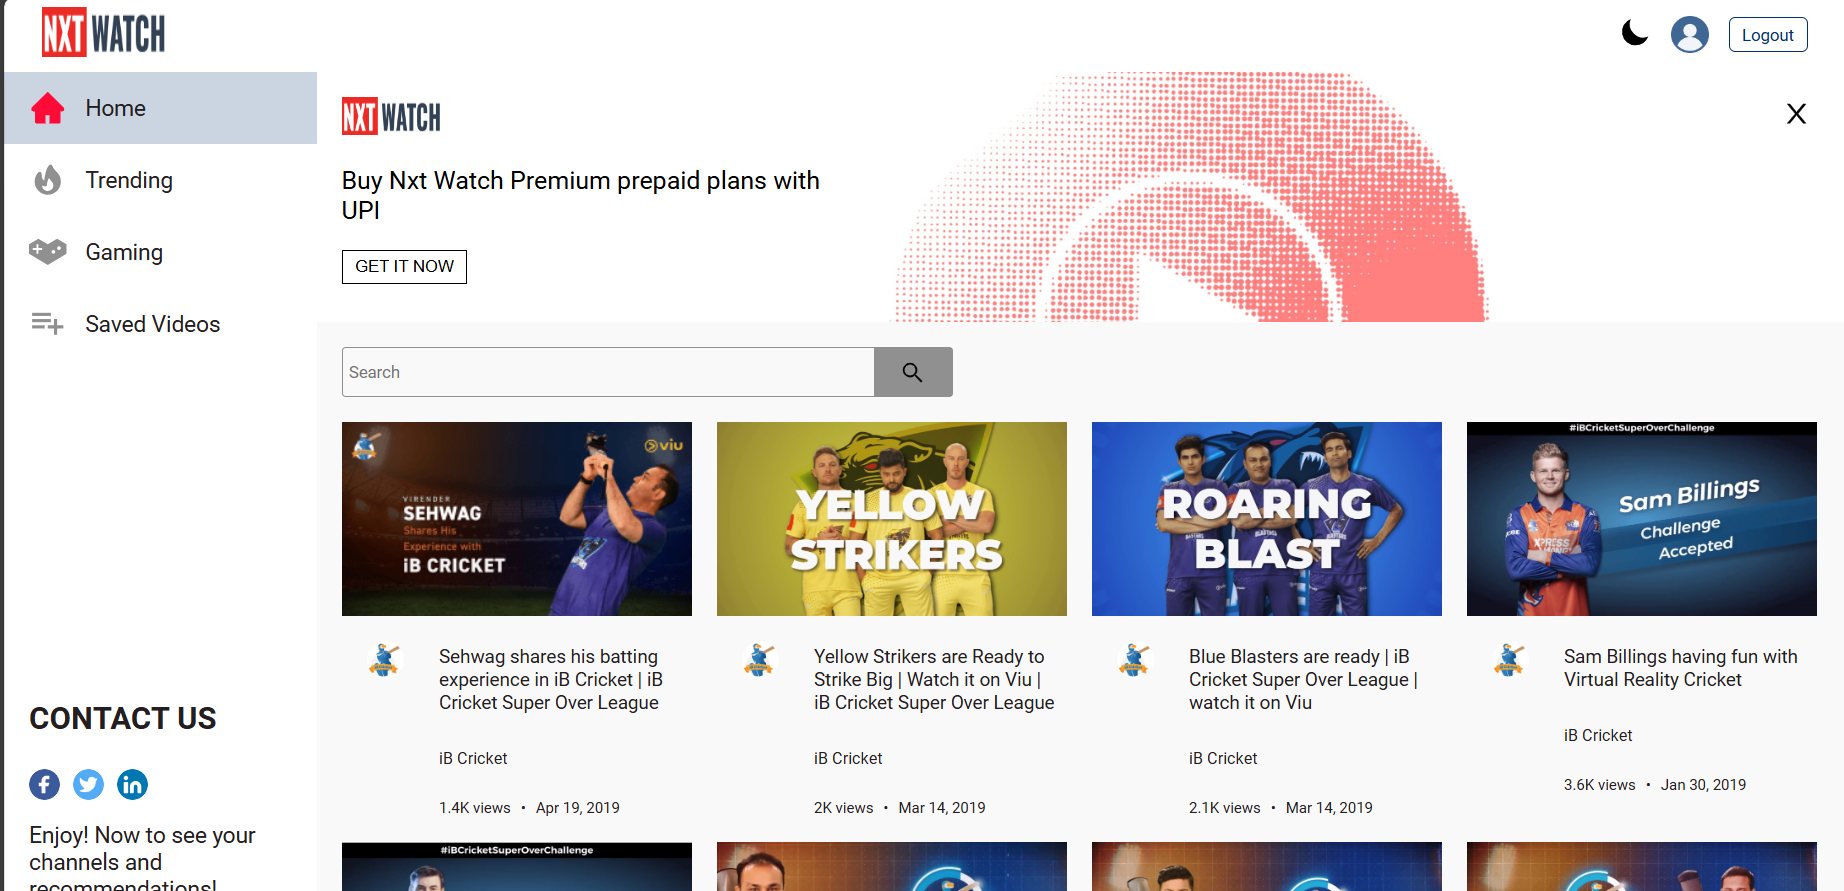 NXT WATCH
Logout
Home
Trending
Gaming
Saved Videos
CONTACT US
Enjoy! Now to see your
channels and
recommendations!
NXT WATCH
X
Buy Nxt Watch Premium prepaid plans with
UPI
GET IT NOW
Search
viu
VIRENDER
SEHWAG
Shares His
Experience with
iB CRICKET
Sehwag shares his batting
experience in iB Cricket | iB
Cricket Super Over League
iB Cricket
1.4K views • Apr 19, 2019
YELLOW
STRIKERS
Yellow Strikers are Ready to
Strike Big | Watch it on Viu |
iB Cricket Super Over League
iB Cricket
2K views • Mar 14, 2019
ROARING
BLAST
Blue Blasters are ready | iB
Cricket Super Over League |
watch it on Viu
iB Cricket
2.1K views • Mar 14, 2019
#iBCricketSuperOverChallenge
Sam Billings
Challenge
Accepted
Sam Billings having fun with
Virtual Reality Cricket
iB Cricket
3.6K views • Jan 30, 2019
#iBCricketSuperOverChallenge